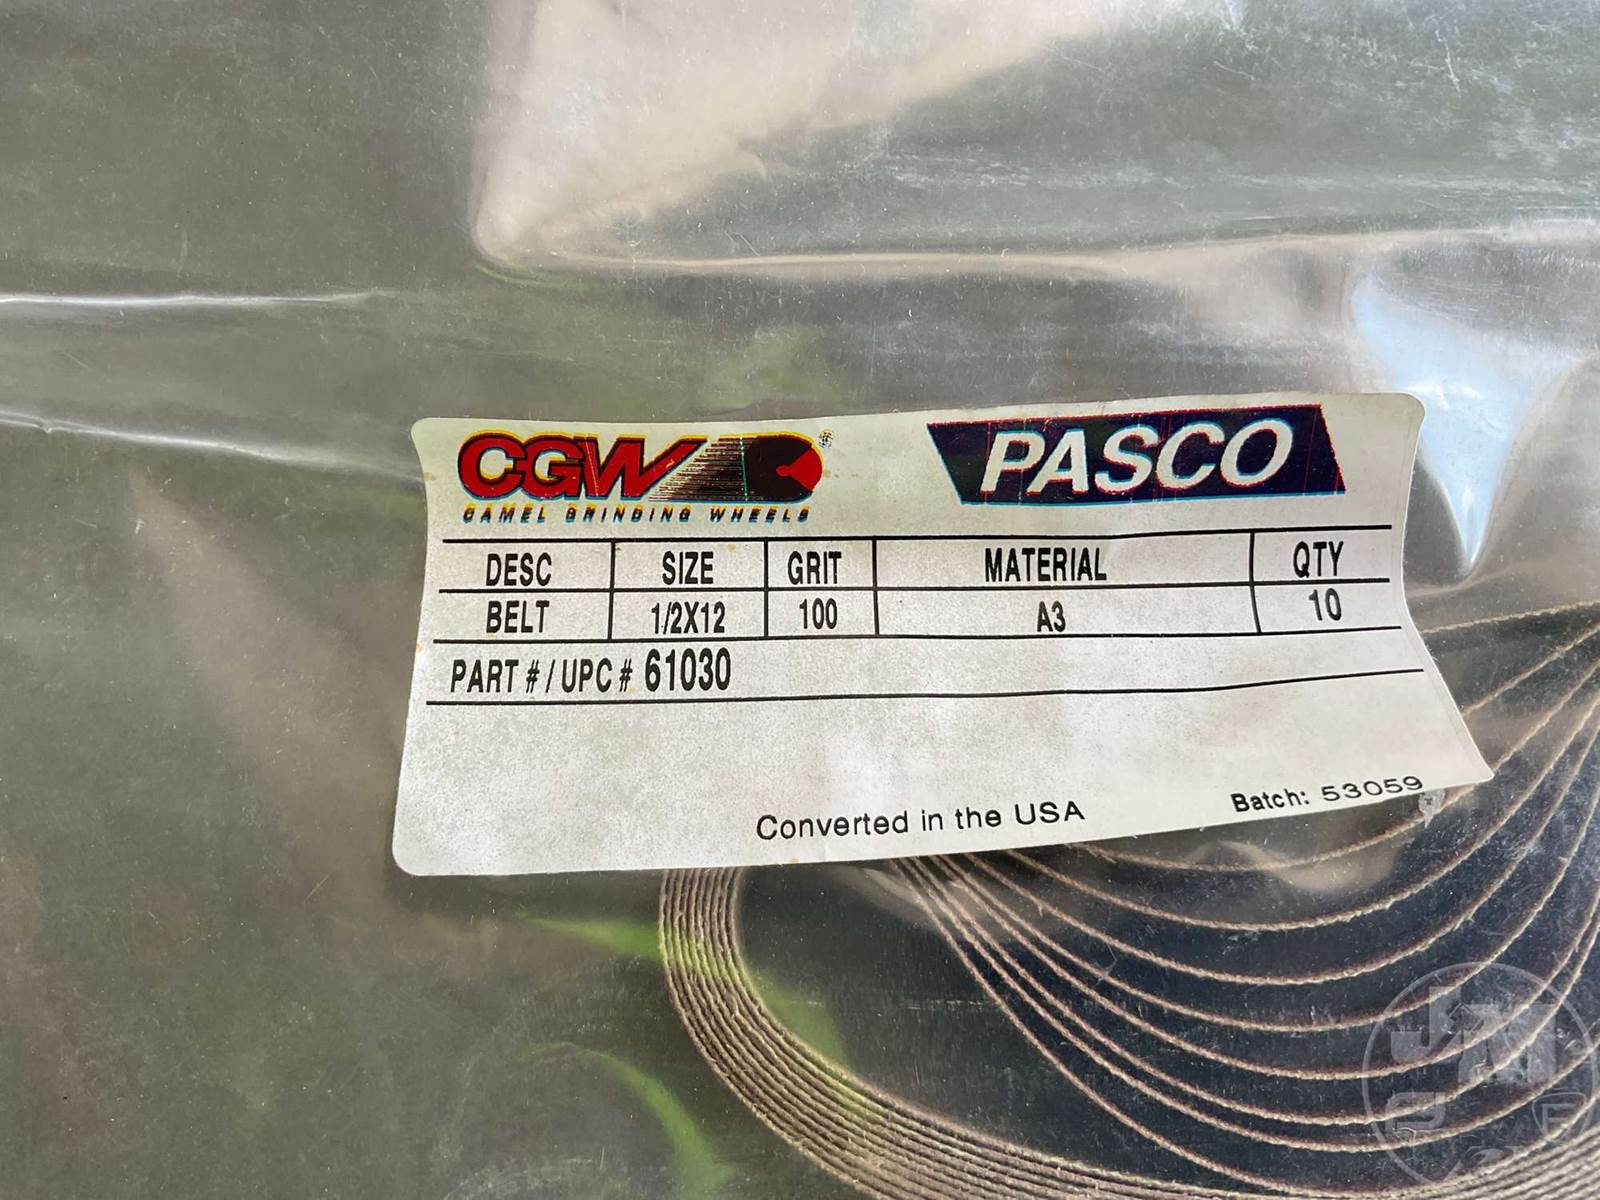 CGW ® PASCO
CAMEL GRINDING WHEELS
DESC SIZE GRIT MATERIAL QTY
BELT 1/2X12 100 A3 10
PART # / UPC # 61030
Converted in the USA
Batch: 53059
JM